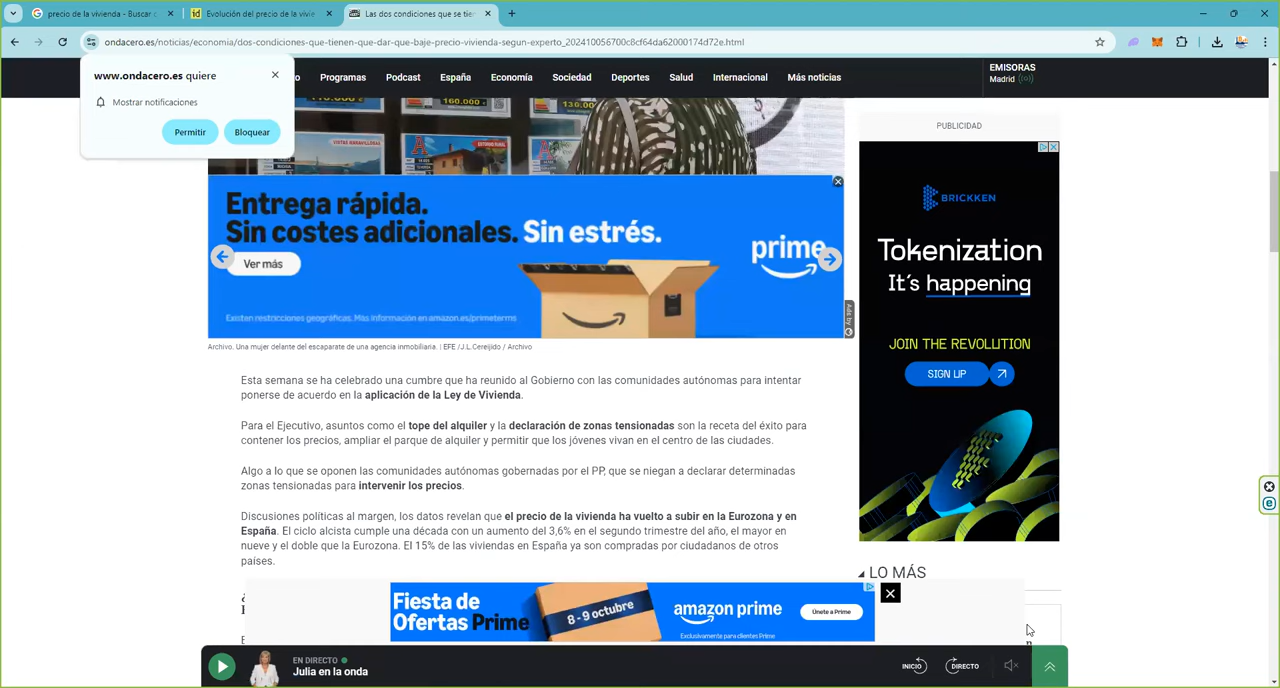 precio de la vivienda - Buscar c
Evolución del precio de la vivie
Las dos condiciones que se tien
ondacero.es/noticias/economia/dos-condiciones-que-tienen-que-dar-que-baje-precio-vivienda-segun-experto_202410056700c8cf64da62000174d72e.html
www.ondacero.es quiere
Mostrar notificaciones
Permitir
Bloquear
Programas
Podcast
España
Economía
Sociedad
Deportes
Salud
Internacional
Más noticias
EMISORAS
Madrid
110.000 €
160.000 €
Entrega rápida.
Sin costes adicionales. Sin estrés.
Ver más
prime
Existen restricciones geográficas. Más información en amazon.es/primeterms
Ads by
Archivo. Una mujer delante del escaparate de una agencia inmobiliaria. | EFE /J.L.Cereijido / Archivo
Esta semana se ha celebrado una cumbre que ha reunido al Gobierno con las comunidades autónomas para intentar
ponerse de acuerdo en la aplicación de la Ley de Vivienda.
Para el Ejecutivo, asuntos como el tope del alquiler y la declaración de zonas tensionadas son la receta del éxito para
contener los precios, ampliar el parque de alquiler y permitir que los jóvenes vivan en el centro de las ciudades.
Algo a lo que se oponen las comunidades autónomas gobernadas por el PP, que se niegan a declarar determinadas
zonas tensionadas para intervenir los precios.
Discusiones políticas al margen, los datos revelan que el precio de la vivienda ha vuelto a subir en la Eurozona y en
España. El ciclo alcista cumple una década con un aumento del 3,6% en el segundo trimestre del año, el mayor en
nueve y el doble que la Eurozona. El 15% de las viviendas en España ya son compradas por ciudadanos de otros
países.
PUBLICIDAD
BRICKKEN
Tokenization
It's happening
JOIN THE REVOLUTION
SIGN UP
LO MÁS
Fiesta de
Ofertas Prime
8-9 octubre
amazon prime
Únete a Prime
Exclusivamente para clientes Prime
EN DIRECTO
Julia en la onda
INICIO
DIRECTO